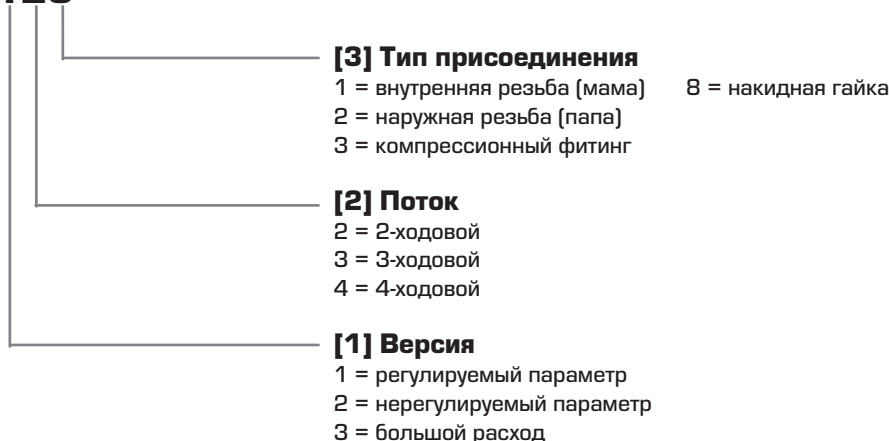 [3] Тип присоединения
1 = внутренняя резьба (мама) 8 = накидная гайка
2 = наружная резьба (папа)
3 = компрессионный фитинг
[2] Поток
2 = 2-ходовой
3 = 3-ходовой
4 = 4-ходовой
[1] Версия
1 = регулируемый параметр
2 = нерегулируемый параметр
3 = большой расход